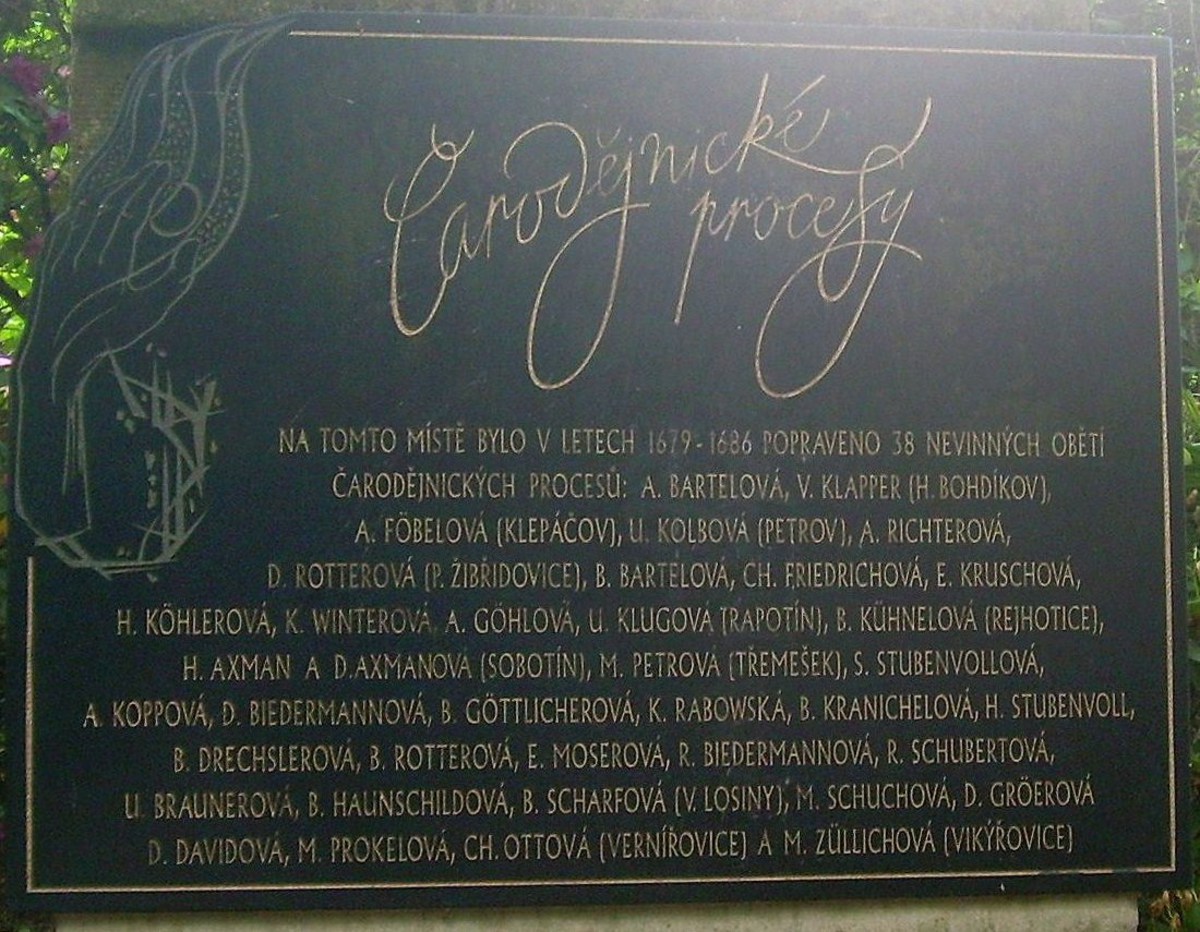 Čarodějnické
procesy
NA TOMTO MÍSTĚ BYLO V LETECH 1679-1686 POPRAVENO 38 NEVINNÝCH OBĚTÍ
ČARODĚJNICKÝCH PROCESŮ: A. BARTELOVÁ, V. KLAPPER (H. BOHDÍKOV),
A. FÖBELOVÁ (KLEPÁČOV), U. KOLBOVÁ (PETROV), A. RICHTEROVÁ,
D. ROTTEROVÁ (P. ŽIBŘIDOVICE), B. BARTELOVÁ, CH. FRIEDRICHOVÁ, E. KRUSCHOVÁ,
H. KÖHLEROVÁ, K. WINTEROVÁ, A. GÖHLOVÁ, U. KLUGOVÁ (RAPOTÍN), B. KÜHNELOVÁ (REJHOTICE),
H. AXMAN A D. AXMANOVÁ (SOBOTÍN), M. PETROVÁ (TŘEMEŠEK), S. STUBENVOLLOVÁ,
A. KOPPOVÁ, D. BIEDERMANNOVÁ, B. GÖTTLICHEROVÁ, K. RABOWSKÁ, B. KRANICHELOVÁ, H. STUBENVOLL,
B. DRECHSLEROVÁ, B. ROTTEROVÁ, E. MOSEROVÁ, R. BIEDERMANNOVÁ, R. SCHUBERTOVÁ,
U. BRAUNEROVÁ, B. HAUNSCHILDOVÁ, B. SCHARFOVÁ (V. LOSINY), M. SCHUCHOVÁ, D. GRÖEROVÁ
D. DAVIDOVÁ, M. PROKELOVÁ, CH. OTTOVÁ (VERNÍŘOVICE) A M. ZÜLLICHOVÁ (VIKÝŘOVICE)